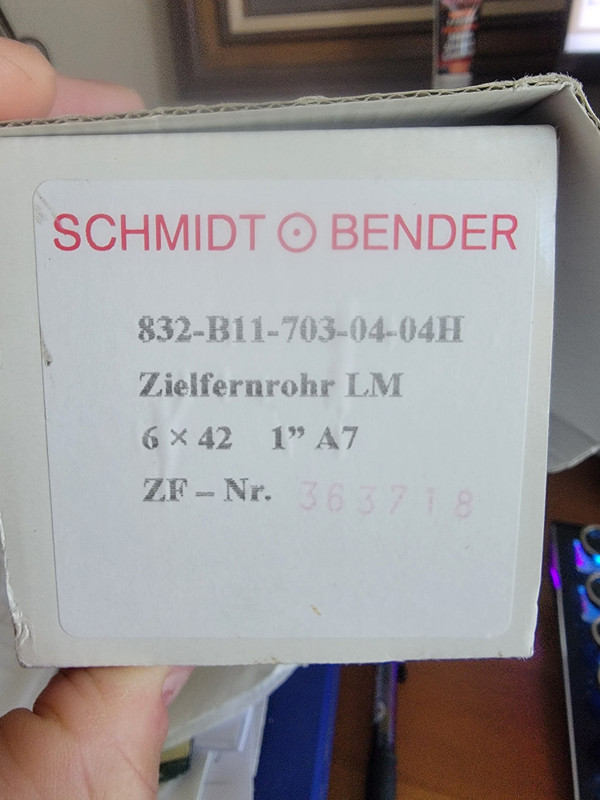 SCHMIDT BENDER
832-B11-703-04-04H
Zielfernrohr LM
6 × 42 1” A7
ZF – Nr. 363718